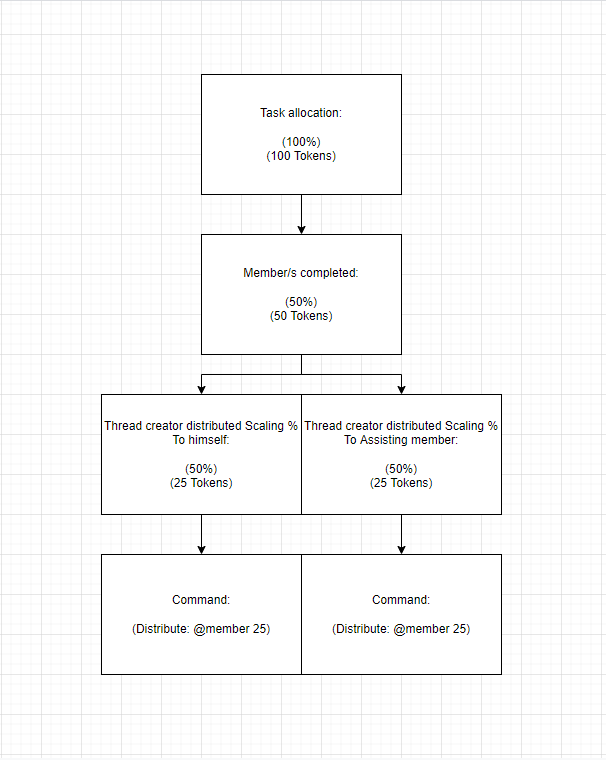 Task allocation:
(100%)
(100 Tokens)
Member/s completed:
(50%)
(50 Tokens)
Thread creator distributed Scaling %
To himself:
(50%)
(25 Tokens)
Thread creator distributed Scaling %
To Assisting member:
(50%)
(25 Tokens)
Command:
(Distribute: @member 25)
Command:
(Distribute: @member 25)